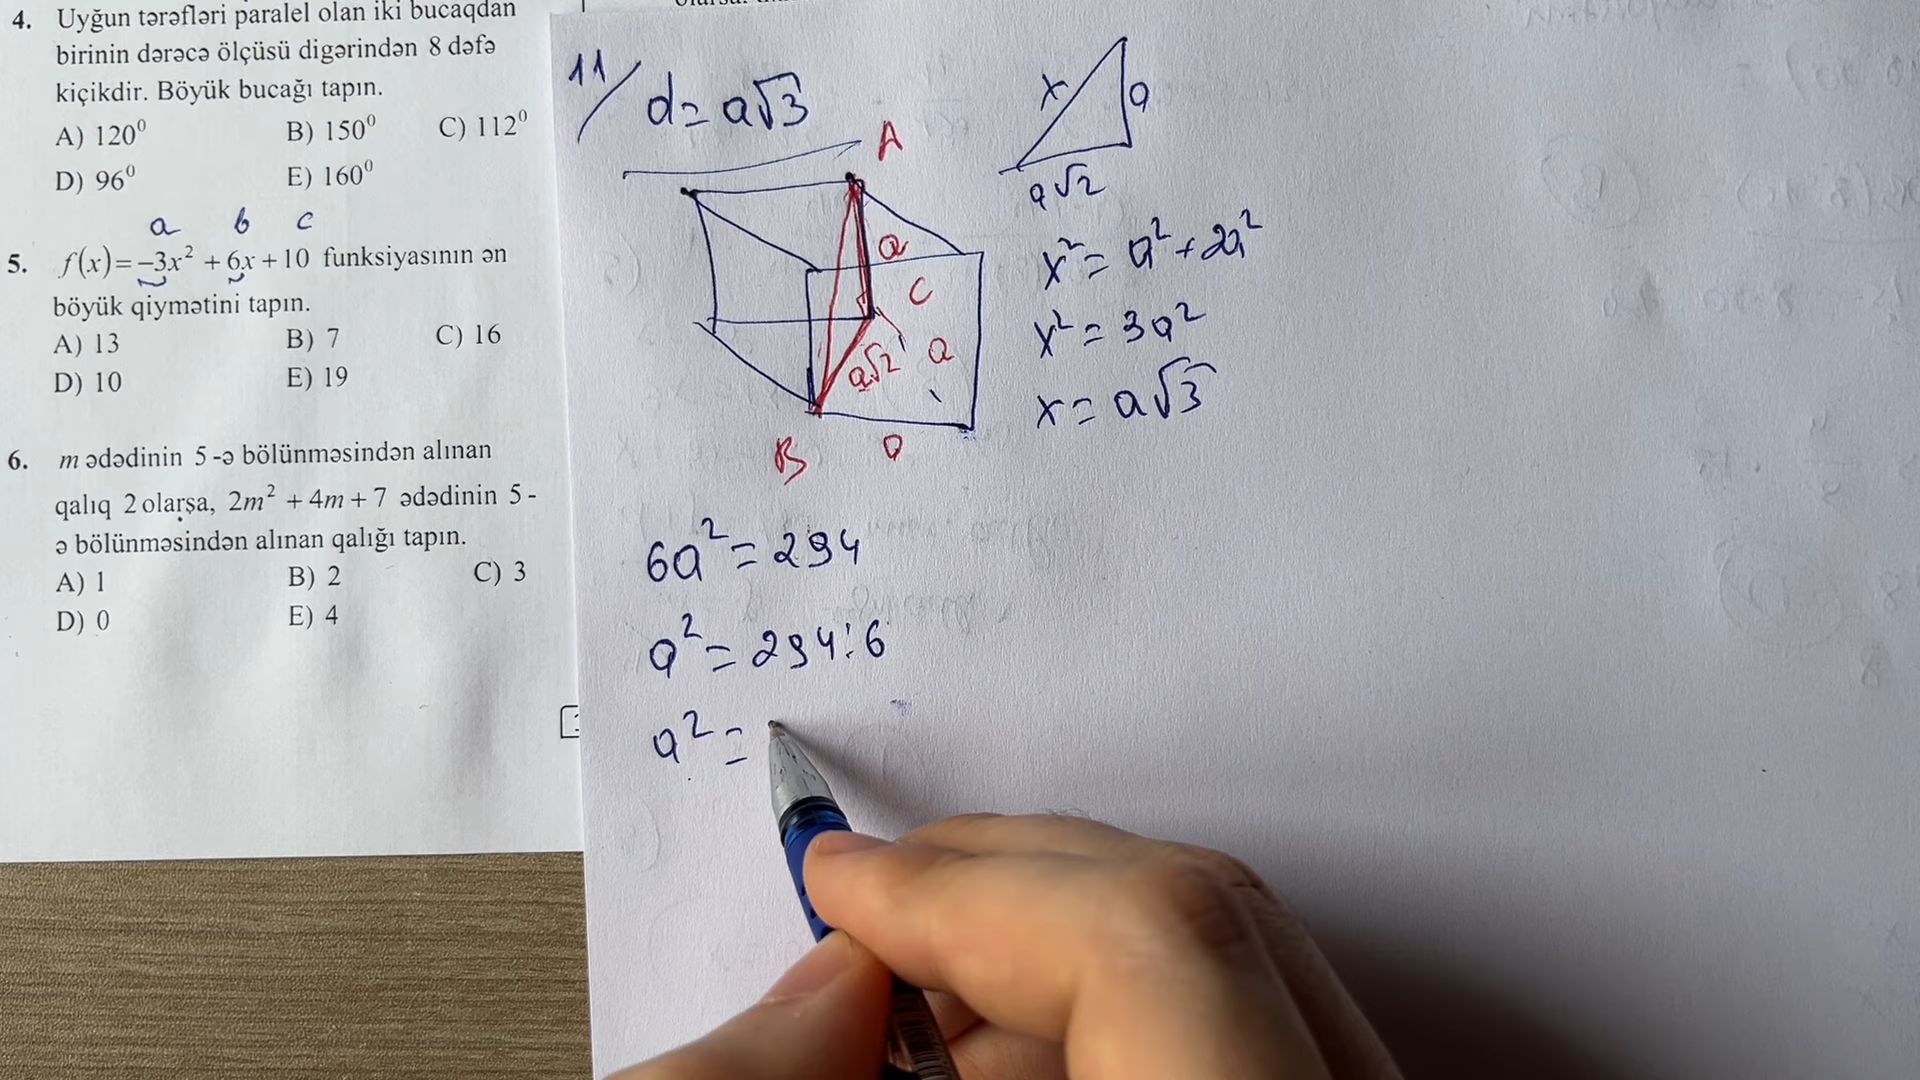 4. Uyğun tərəfləri paralel olan iki bucaqdan
birinin dərəcə ölçüsü digərindən 8 dəfə
kiçikdir. Böyük bucağı tapın.
A) 120⁰ B) 150⁰ C) 112⁰
D) 96⁰ E) 160⁰
a b c
5. f(x)=−3x² + 6x + 10 funksiyasının ən
böyük qiymətini tapın.
A) 13 B) 7 C) 16
D) 10 E) 19
6. m ədədinin 5 -ə bölünməsindən alınan
qalıq 2 olarsa, 2m² + 4m + 7 ədədinin 5 -
ə bölünməsindən alınan qalığı tapın.
A) 1 B) 2 C) 3
D) 0 E) 4
11/ d = a√3
A
a
C
a√2 a
B a
x a
a√2
x² = a² + 2a²
x² = 3a²
x = a√3
6a² = 294
a² = 294:6
a² =